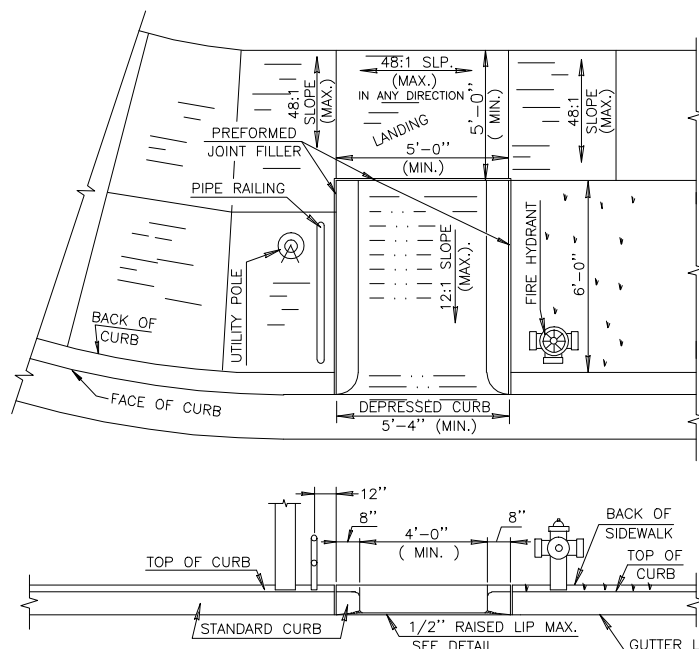 48:1
SLOPE
(MAX.)
48:1 SLP.
(MAX.)
IN ANY DIRECTION
LANDING
5'-0"
( MIN.)
48:1
SLOPE
(MAX.)
PREFORMED
JOINT FILLER
5'-0"
(MIN.)
PIPE RAILING
UTILITY POLE
12:1 SLOPE
(MAX.).
FIRE HYDRANT
6'-0"
BACK OF
CURB
FACE OF CURB
DEPRESSED CURB
5'-4" (MIN.)
12"
8"
4'-0"
( MIN. )
8"
BACK OF
SIDEWALK
TOP OF CURB
TOP OF
CURB
STANDARD CURB
1/2" RAISED LIP MAX.
SEE DETAIL
GUTTER L